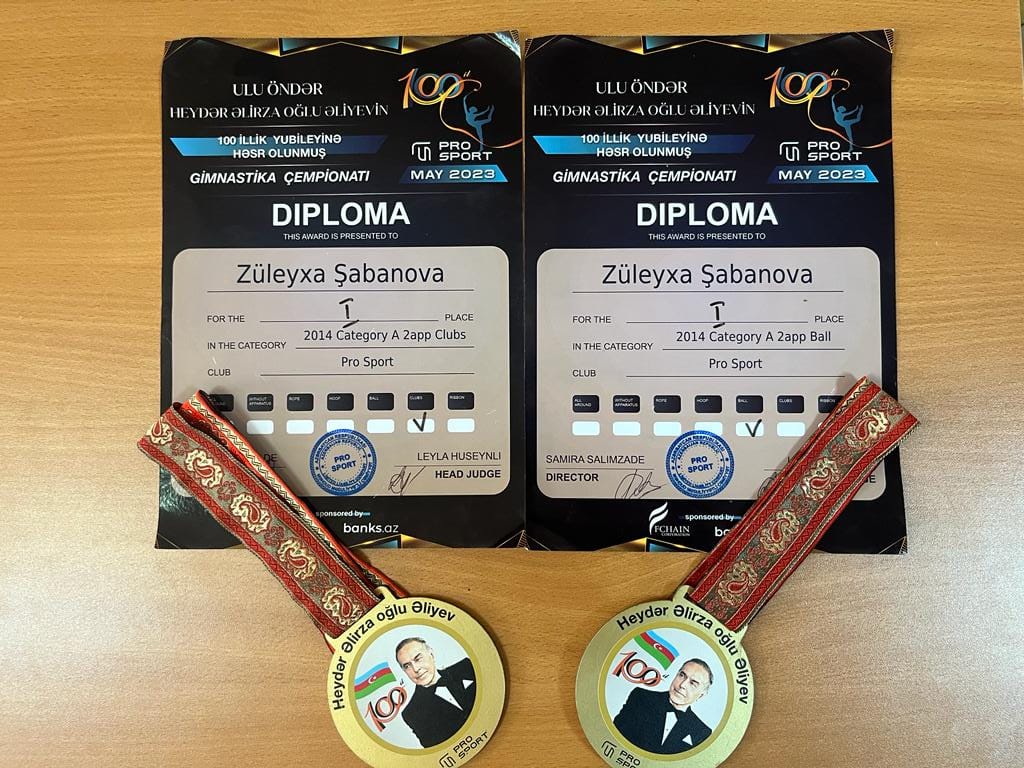 ULU ÖNDƏR
HEYDƏR ƏLİRZA OĞLU ƏLİYEVİN
100 İLLİK YUBİLEYİNƏ
HƏSR OLUNMUŞ
GİMNASTİKA ÇEMPİONATI
100
PRO
SPORT
MAY 2023
DIPLOMA
THIS AWARD IS PRESENTED TO
Züleyxa Şabanova
FOR THE I PLACE
IN THE CATEGORY 2014 Category A 2app Clubs
CLUB Pro Sport
WITHOUT APPARATUS ROPE HOOP BALL CLUBS RIBBON
PRO
SPORT
LEYLA HUSEYNLI
HEAD JUDGE
sponsored by
banks.az
ULU ÖNDƏR
HEYDƏR ƏLİRZA OĞLU ƏLİYEVİN
100 İLLİK YUBİLEYİNƏ
HƏSR OLUNMUŞ
GİMNASTİKA ÇEMPİONATI
100
PRO
SPORT
MAY 2023
DIPLOMA
THIS AWARD IS PRESENTED TO
Züleyxa Şabanova
FOR THE I PLACE
IN THE CATEGORY 2014 Category A 2app Ball
CLUB Pro Sport
ALL AROUND WITHOUT APPARATUS ROPE HOOP BALL CLUBS
SAMIRA SALIMZADE
DIRECTOR
PRO
SPORT
FCHAIN
CORPORATION
sponsored by
Heydər Əlirza oğlu Əliyev
100
PRO
SPORT
Heydər Əlirza oğlu Əliyev
100
PRO
SPORT